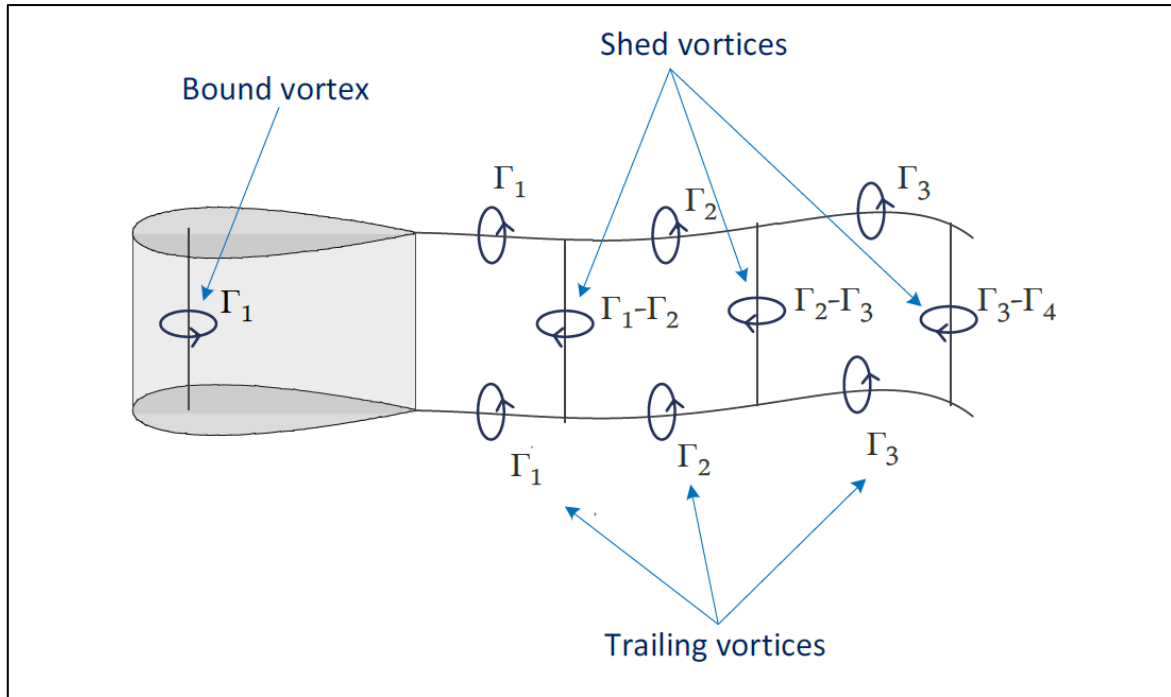 Shed vortices
Bound vortex
Γ₁
Γ₂
Γ₃
Γ₁
Γ₁-Γ₂
Γ₂-Γ₃
Γ₃-Γ₄
Γ₁
Γ₂
Γ₃
Trailing vortices